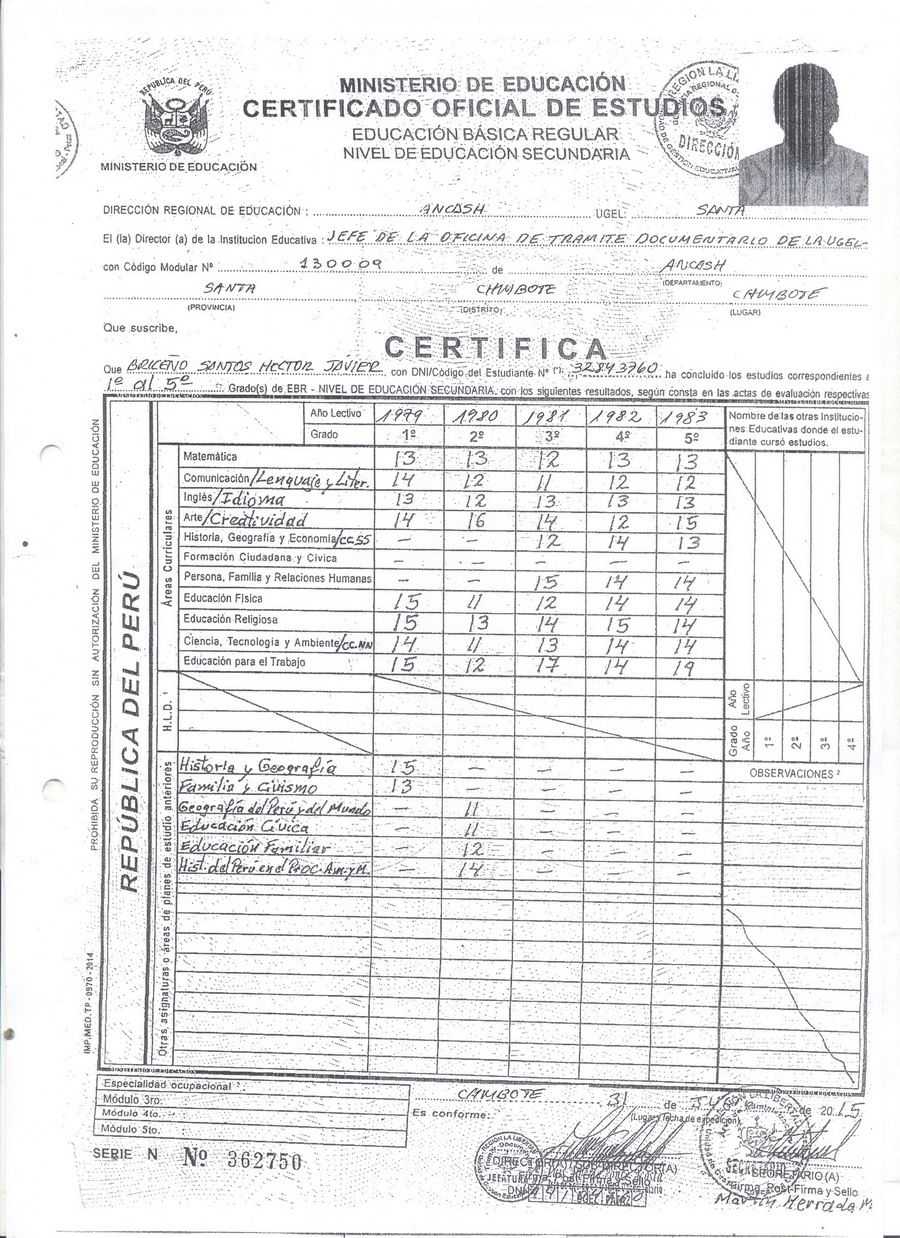 REPÚBLICA DEL PERÚ
MINISTERIO DE EDUCACIÓN
MINISTERIO DE EDUCACIÓN
CERTIFICADO OFICIAL DE ESTUDIOS
EDUCACIÓN BÁSICA REGULAR
NIVEL DE EDUCACIÓN SECUNDARIA
REGION LA LI
DIRECCIÓN
DIRECCIÓN REGIONAL DE EDUCACIÓN : ANCASH UGEL: SANTA
El (la) Director (a) de la Institución Educativa : JEFE DE LA OFICINA DE TRAMITE DOCUMENTARIO DE LA UGEL-
con Código Modular Nº 130009 de ANCASH
(DEPARTAMENTO)
SANTA CHIMBOTE CHIMBOTE
(PROVINCIA) (DISTRITO) (LUGAR)
Que suscribe,
CERTIFICA
Que BRICEÑO SANTOS HECTOR JAVIER, con DNI/Código del Estudiante Nº (*): 32843760. ha concluido los estudios correspondientes a
1º al 5º Grado(s) de EBR - NIVEL DE EDUCACIÓN SECUNDARIA, con los siguientes resultados, según consta en las actas de evaluación respectivas
Año Lectivo 1979 1980 1981 1982 1983
Grado 1º 2º 3º 4º 5º
Nombre de las otras Institucio-
nes Educativas donde el estu-
diante cursó estudios.
Áreas Curriculares
Matemática 13 13 12 13 13
Comunicación/Lenguaje y Liter. 14 12 11 12 12
Inglés/Idioma 13 12 13 13 13
Arte/Creatividad 14 16 14 12 15
Historia, Geografía y Economía/CC.SS — — 12 14 13
Formación Ciudadana y Cívica — — — — —
Persona, Familia y Relaciones Humanas — — 15 14 14
Educación Física 15 11 12 14 14
Educación Religiosa 15 13 14 15 14
Ciencia, Tecnología y Ambiente/CC.NN 14 11 13 14 14
Educación para el Trabajo 15 12 17 14 19
H.L.D. ¹
Año Lectivo
Grado Año 1º 2º 3º 4º
OBSERVACIONES ²
Otras asignaturas o áreas de planes de estudio anteriores
Historia y Geografía 15 — — — —
Familia y Civismo 13 — — — —
Geografía del Perú y del Mundo — 11 — — —
Educación Cívica — 11 — — —
Educación Familiar — 12 — — —
Hist. del Perú en el PROC. Am. y M. — 14 — — —
REPÚBLICA DEL PERÚ
PROHIBIDA SU REPRODUCCIÓN SIN AUTORIZACIÓN DEL MINISTERIO DE EDUCACIÓN
IMP.MED.TP - 0970 - 2014
Especialidad ocupacional ³:
Módulo 3ro.
Módulo 4to.
Módulo 5to.
CHIMBOTE 31 de de 2015
(Lugar y fecha de expedición)
Es conforme:
SERIE N Nº 362750
REGION LA LIBERTAD
SECRETARIO (A)
Firma, Post-Firma y Sello